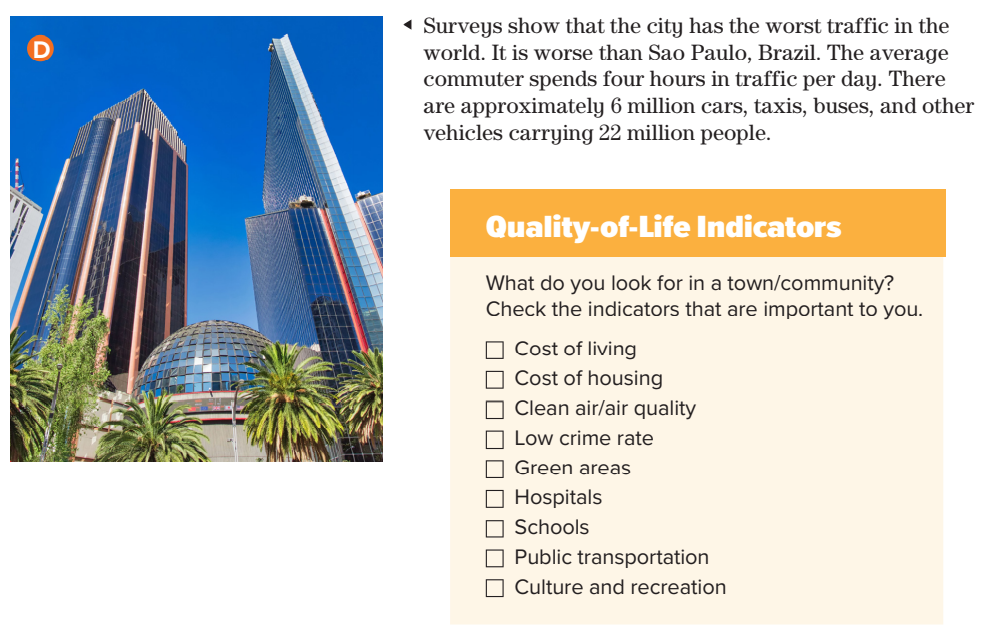 D
Surveys show that the city has the worst traffic in the
world. It is worse than Sao Paulo, Brazil. The average
commuter spends four hours in traffic per day. There
are approximately 6 million cars, taxis, buses, and other
vehicles carrying 22 million people.
Quality-of-Life Indicators
What do you look for in a town/community?
Check the indicators that are important to you.
Cost of living
Cost of housing
Clean air/air quality
Low crime rate
Green areas
Hospitals
Schools
Public transportation
Culture and recreation